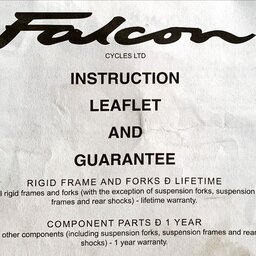 Falcon
CYCLES LTD
INSTRUCTION
LEAFLET
AND
GUARANTEE
RIGID FRAME AND FORKS Đ LIFETIME
l rigid frames and forks (with the exception of suspension forks, suspension
frames and rear shocks) - lifetime warranty.
COMPONENT PARTS Đ 1 YEAR
other components (including suspension forks, suspension frames and rear
shocks) - 1 year warranty.